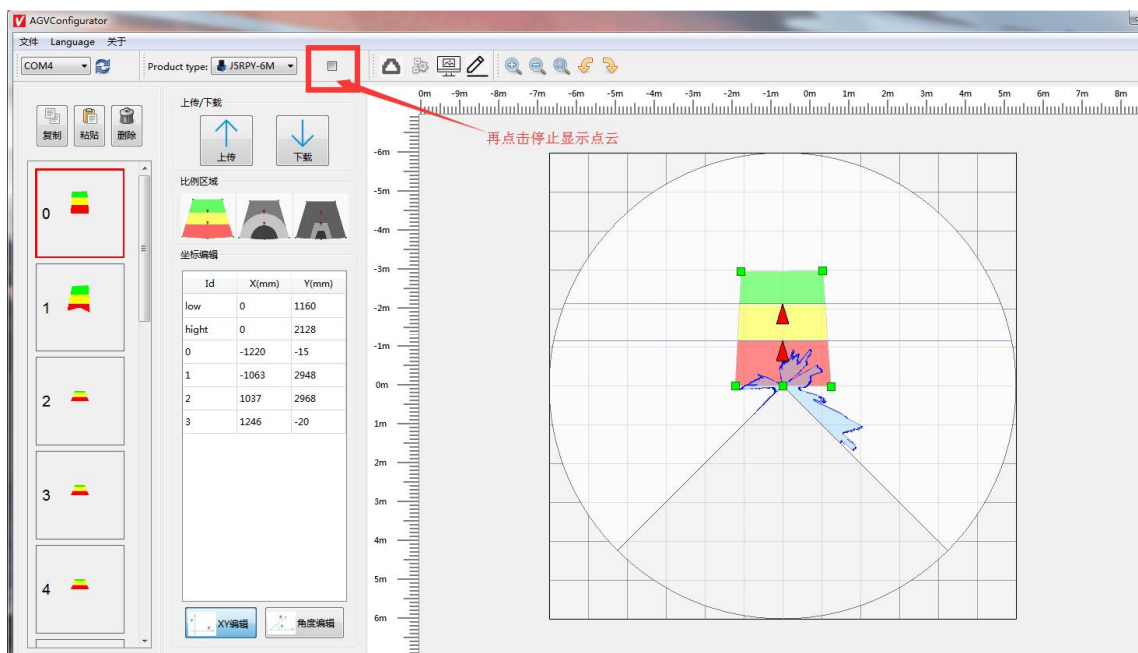 AGVConfigurator
文件 Language 关于
COM4 Product type: J5RPY-6M
0m -9m -8m -7m -6m -5m -4m -3m -2m -1m 0m 1m 2m 3m 4m 5m 6m 7m 8m
再点击停止显示点云
复制 粘贴 删除
0
1
2
3
4
上传/下载
上传 下载
比例区域
坐标编辑
Id X(mm) Y(mm)
low 0 1160
hight 0 2128
0 -1220 -15
1 -1063 2948
2 1037 2968
3 1246 -20
XY编辑 角度编辑
-6m
-5m
-4m
-3m
-2m
-1m
0m
1m
2m
3m
4m
5m
6m